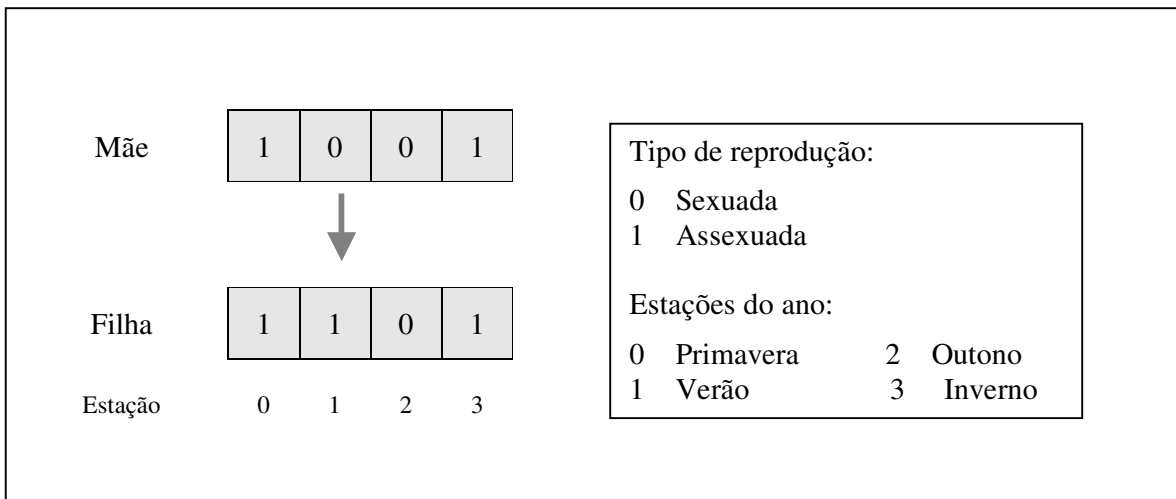 Mãe 1 0 0 1
Filha 1 1 0 1
Estação 0 1 2 3
Tipo de reprodução:
0 Sexuada
1 Assexuada
Estações do ano:
0 Primavera 2 Outono
1 Verão 3 Inverno